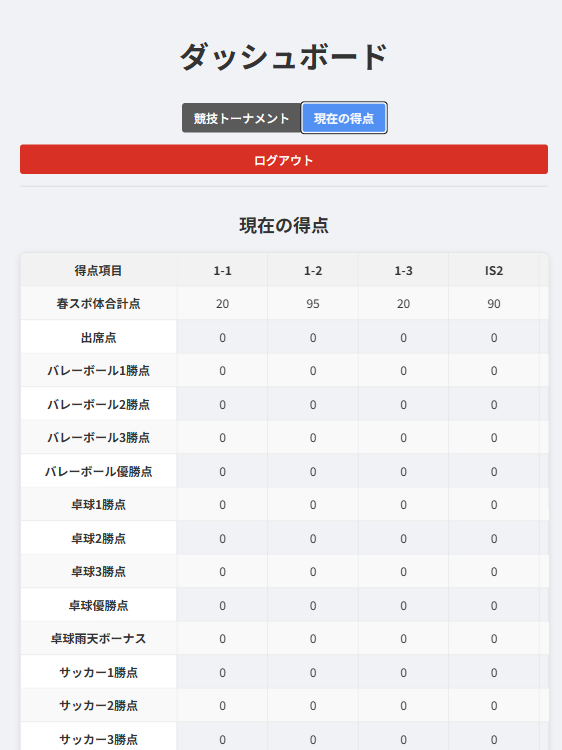 ダッシュボード
競技トーナメント 現在の得点
ログアウト
現在の得点
得点項目 1-1 1-2 1-3 IS2
春スポ体合計点 20 95 20 90
出席点 0 0 0 0
バレーボール1勝点 0 0 0 0
バレーボール2勝点 0 0 0 0
バレーボール3勝点 0 0 0 0
バレーボール優勝点 0 0 0 0
卓球1勝点 0 0 0 0
卓球2勝点 0 0 0 0
卓球3勝点 0 0 0 0
卓球優勝点 0 0 0 0
卓球雨天ボーナス 0 0 0 0
サッカー1勝点 0 0 0 0
サッカー2勝点 0 0 0 0
サッカー3勝点 0 0 0 0